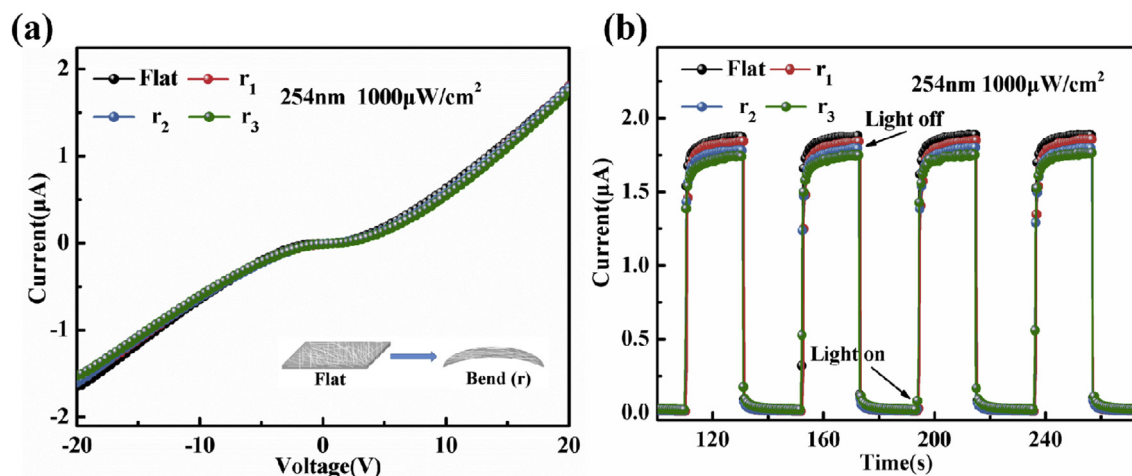 (a)
Flat r1
r2 r3
254nm 1000μW/cm2
2
1
0
-1
-2
Current(μA)
-20 -10 0 10 20
Voltage(V)
Flat
Bend (r)
(b)
Flat r1
r2 r3
254nm 1000μW/cm2
Light off
Light on
2.5
2.0
1.5
1.0
0.5
0.0
Current(μA)
120 160 200 240
Time(s)